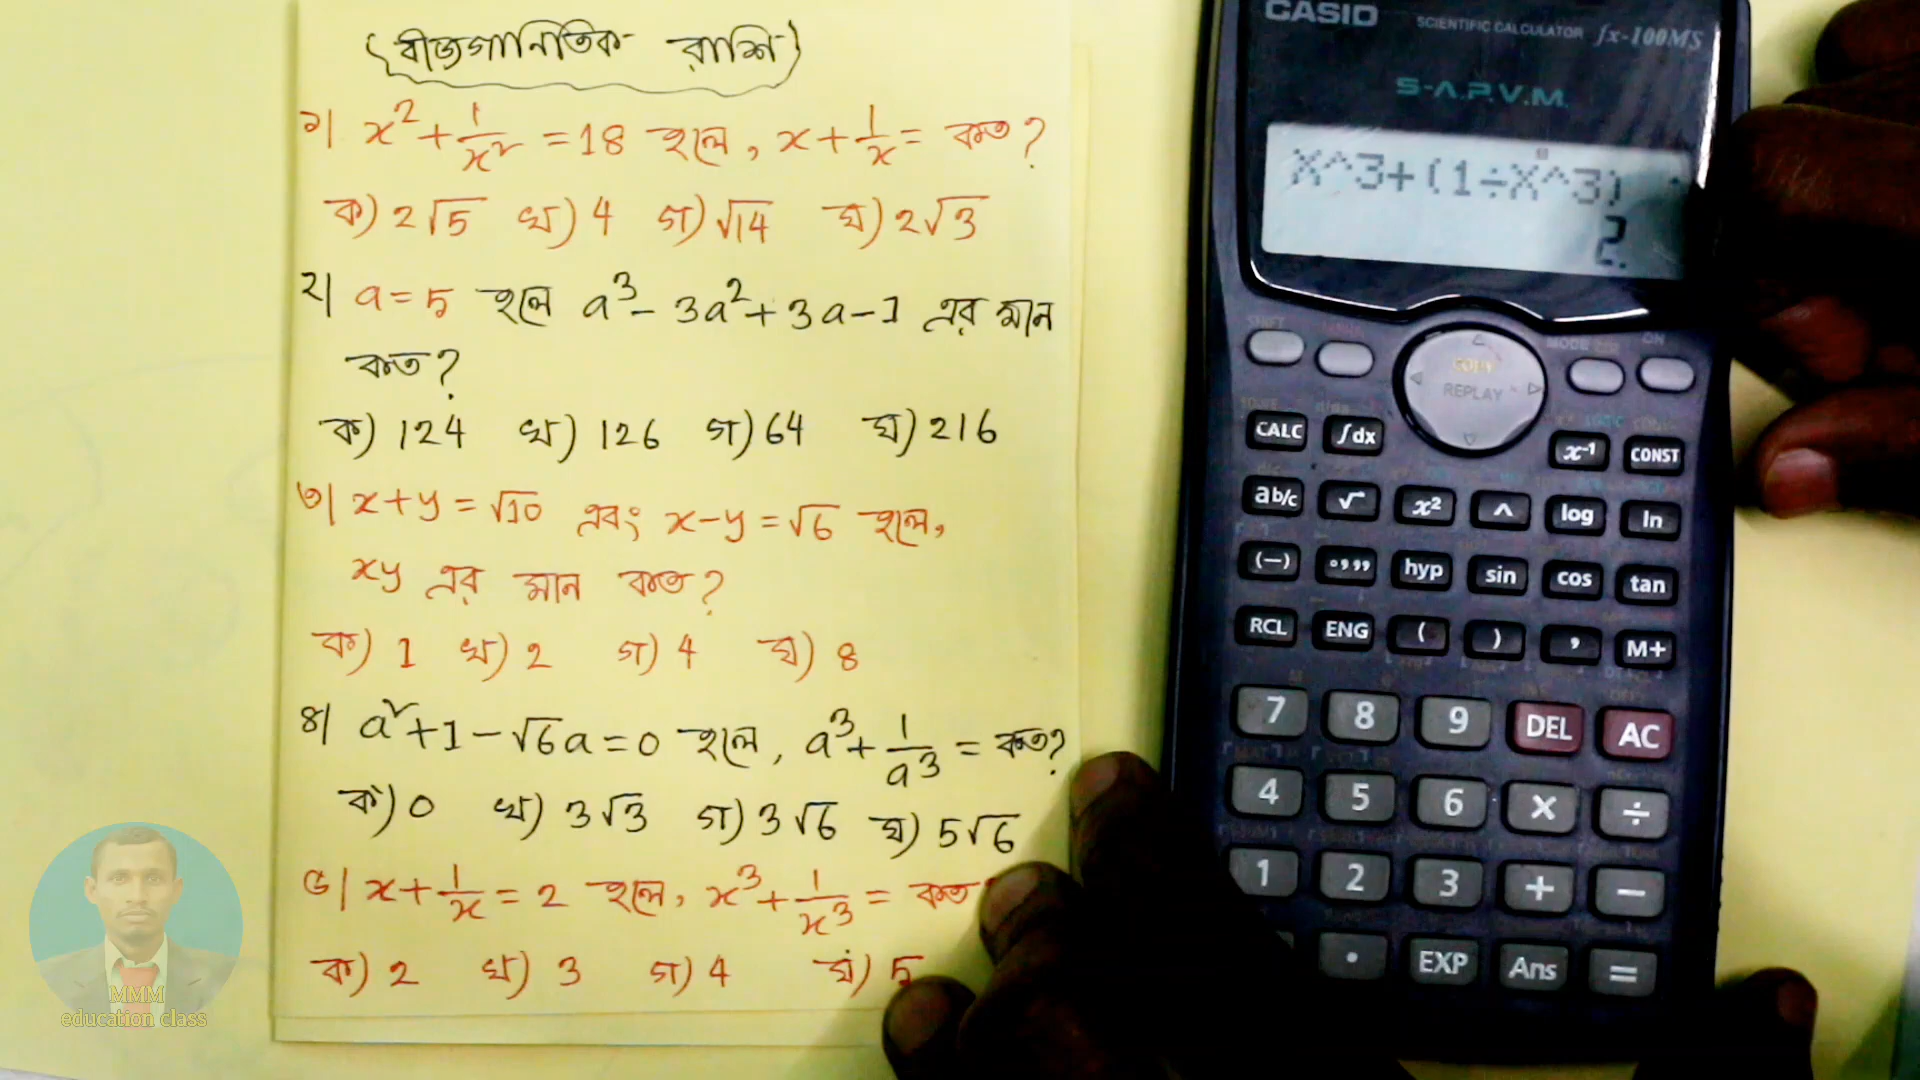 (বীজগানিতিক রাশি)
১| x² + 1/x² = 18 হলে, x + 1/x = কত?
ক) 2√5 খ) 4 গ) √14 ঘ) 2√3
২| a = 5 হলে a³ - 3a² + 3a - 1 এর মান
কত?
ক) 124 খ) 126 গ) 64 ঘ) 216
৩| x + y = √10 এবং x - y = √6 হলে,
xy এর মান কত?
ক) 1 খ) 2 গ) 4 ঘ) 8
৪| a² + 1 - √6a = 0 হলে, a³ + 1/a³ = কত?
ক) 0 খ) 3√3 গ) 3√6 ঘ) 5√6
৫| x + 1/x = 2 হলে, x³ + 1/x³ = কত
ক) 2 খ) 3 গ) 4 ঘ) 5
MMM
education class
CASIO SCIENTIFIC CALCULATOR fx-100MS
S-V.P.A.M.
X^3+(1÷X^3)
2.
SHIFT MODE ON
COPY
REPLAY
CALC ∫dx x⁻¹ CONST
ab/c √ x² ^ log ln
(−) °,,, hyp sin cos tan
RCL ENG ( ) , M+
7 8 9 DEL AC
4 5 6 × ÷
1 2 3 + −
. EXP Ans =